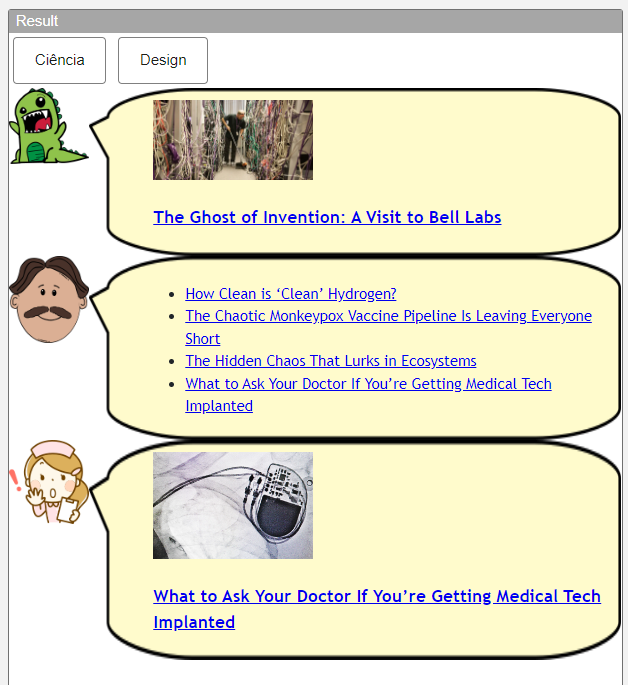 Result
Ciência
Design
The Ghost of Invention: A Visit to Bell Labs
How Clean is ‘Clean’ Hydrogen?
The Chaotic Monkeypox Vaccine Pipeline Is Leaving Everyone
Short
The Hidden Chaos That Lurks in Ecosystems
What to Ask Your Doctor If You’re Getting Medical Tech
Implanted
What to Ask Your Doctor If You’re Getting Medical Tech
Implanted